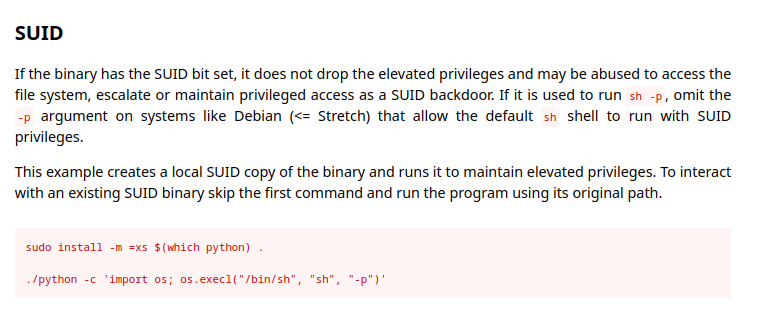 SUID
If the binary has the SUID bit set, it does not drop the elevated privileges and may be abused to access the
file system, escalate or maintain privileged access as a SUID backdoor. If it is used to run sh -p, omit the
-p argument on systems like Debian (<= Stretch) that allow the default sh shell to run with SUID
privileges.
This example creates a local SUID copy of the binary and runs it to maintain elevated privileges. To interact
with an existing SUID binary skip the first command and run the program using its original path.
sudo install -m =xs $(which python) .
./python -c 'import os; os.execl("/bin/sh", "sh", "-p")'